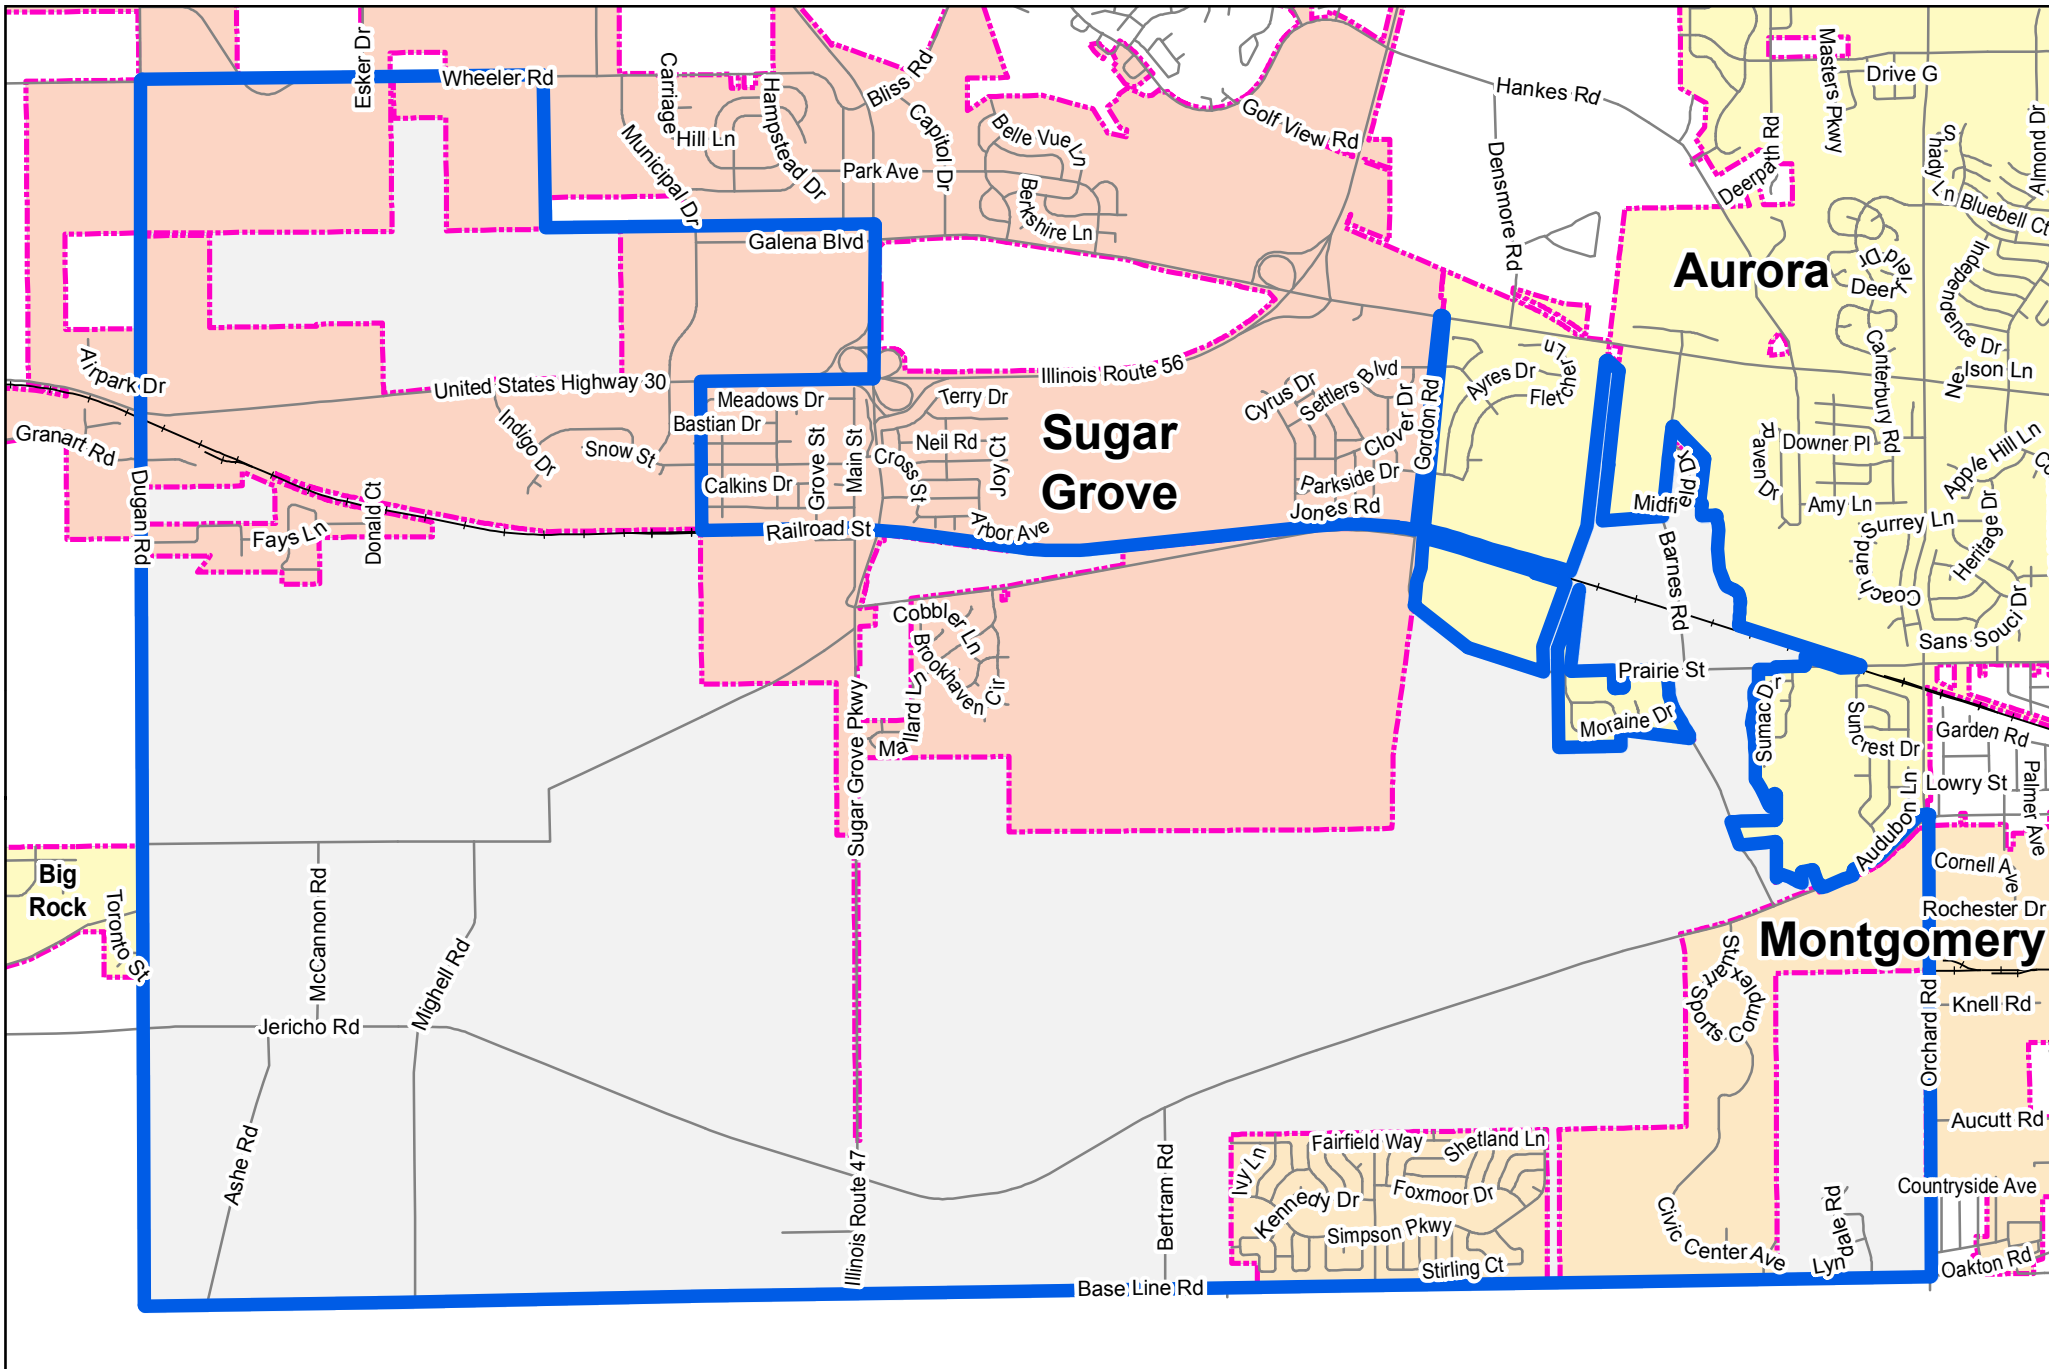 Esker Dr
Wheeler Rd
Carriage
Hill Ln
Hampstead Dr
Municipal Dr
Bliss Rd
Capitol Dr
Belle Vue Ln
Park Ave
Berkshire Ln
Galena Blvd
Golf View Rd
Hankes Rd
Densmore Rd
Masters Pkwy
Drive G
Deerpath Rd
Shady Ln
Almond Dr
Bluebell Ct
Independence Dr
Aurora
Deerfield Dr
Canterbury Rd
Nelson Ln
Airpark Dr
United States Highway 30
Illinois Route 56
Granart Rd
Indigo Dr
Snow St
Meadows Dr
Bastian Dr
Calkins Dr
Grove St
Main St
Cross St
Terry Dr
Neil Rd
Joy Ct
Arbor Ave
Railroad St
Sugar
Grove
Cyrus Dr
Settlers Blvd
Clover Dr
Parkside Dr
Jones Rd
Gordon Rd
Ayres Dr
Fletcher Ln
Midfield Dr
Barnes Rd
Raven Dr
Downer Pl
Amy Ln
Apple Hill Ln
Surrey Ln
Heritage Dr
Coach and
Sans Souci Dr
Dugan Rd
Fays Ln
Donald Ct
Cobbler Ln
Brookhaven Cir
Mallard Ln
Sugar Grove Pkwy
Prairie St
Moraine Dr
Sumac Dr
Suncrest Dr
Garden Rd
Lowry St
Palmer Ave
Audubon Ln
Cornell Ave
Rochester Dr
Big
Rock
Toronto St
McCannon Rd
Mighell Rd
Jericho Rd
Ashe Rd
Montgomery
Stuart Sports Complex
Knell Rd
Orchard Rd
Aucutt Rd
Countryside Ave
Illinois Route 47
Bertram Rd
Ivy Ln
Fairfield Way
Shetland Ln
Kennedy Dr
Foxmoor Dr
Simpson Pkwy
Stirling Ct
Civic Center Ave
Lyndale Rd
Oakton Rd
Base Line Rd